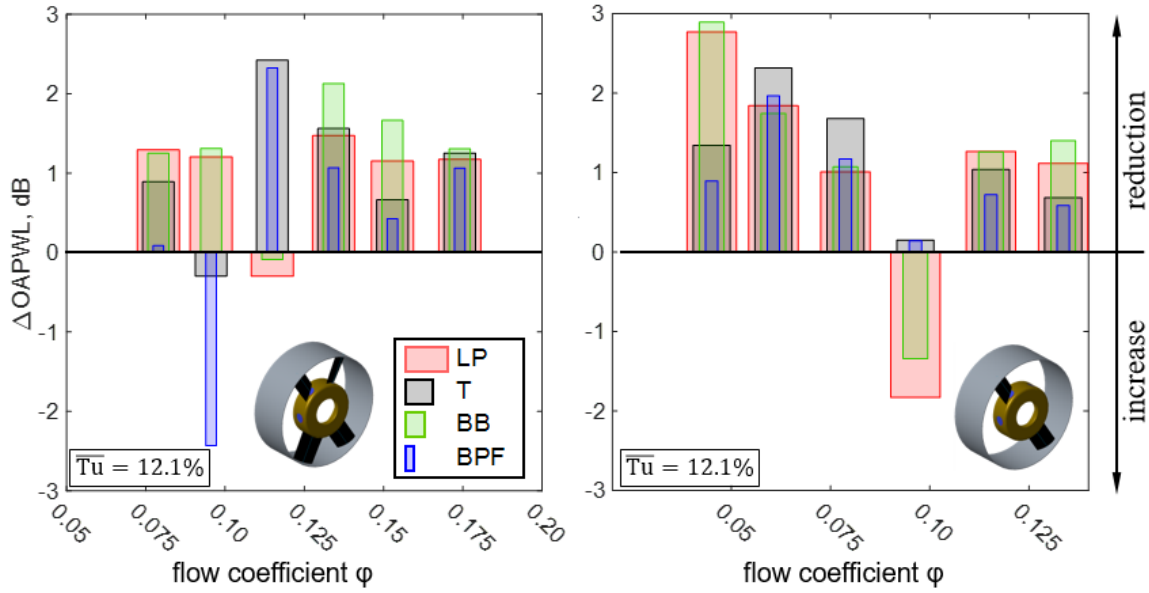 3
2
1
0
-1
-2
-3
Δ OAPWL, dB
0.05
0.075
0.10
0.125
0.15
0.175
0.20
flow coefficient φ
LP
T
BB
BPF
Tu = 12.1%
3
2
1
0
-1
-2
-3
0.05
0.075
0.10
0.125
flow coefficient φ
Tu = 12.1%
reduction
increase